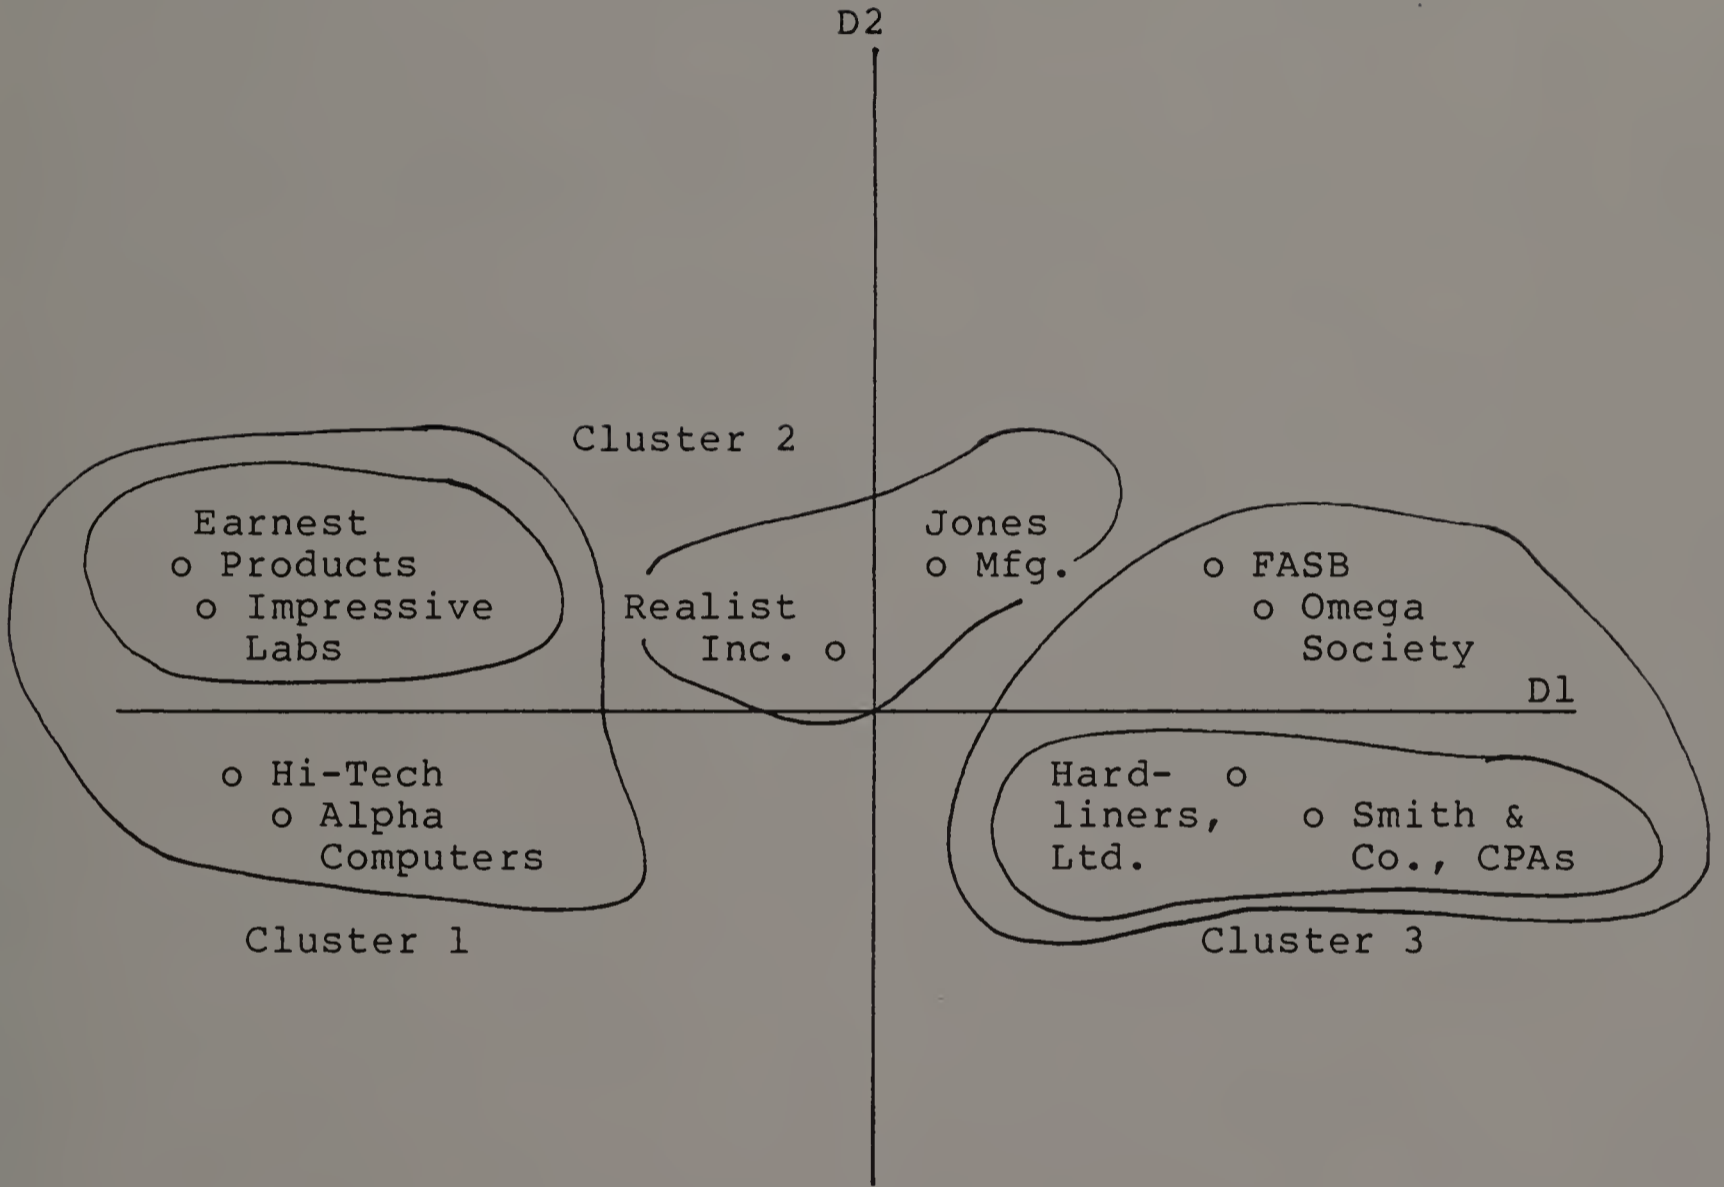 D2
Cluster 2
Earnest
o Products
o Impressive
Labs
Realist
Inc. o
Jones
o Mfg.
o FASB
o Omega
Society
D1
o Hi-Tech
o Alpha
Computers
Hard- o
liners,
Ltd.
o Smith &
Co., CPAs
Cluster 1
Cluster 3